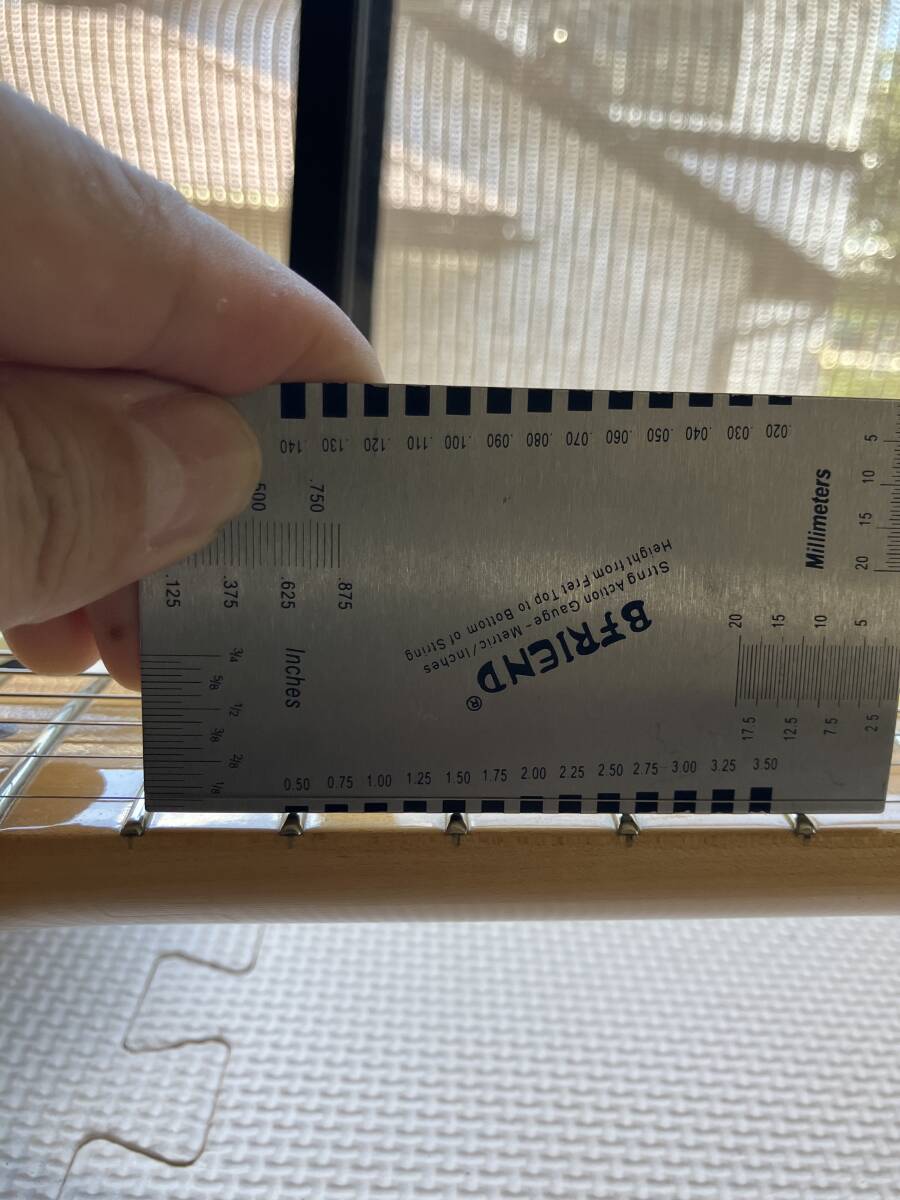 .140 .130 .120 .110 .100 .090 .080 .070 .060 .050 .040 .030 .020
.500 .750
.125 .375 .625 .875
Inches
3/4 5/8 1/2 3/8 2/8 1/8
Millimeters
5 10 15 20
20 15 10 5
17.5 12.5 7.5 2.5
BFRIEND®
Strng Action Gauge - Metric/Inches
Height from Fret Top to Bottom of String
0.50 0.75 1.00 1.25 1.50 1.75 2.00 2.25 2.50 2.75 3.00 3.25 3.50